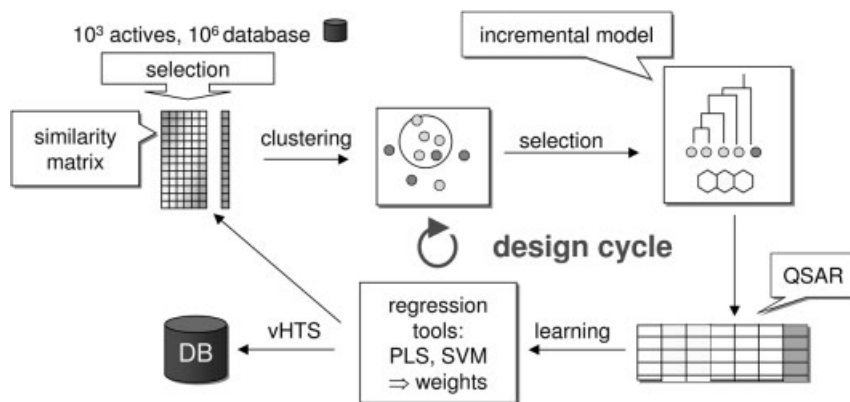 10³ actives, 10⁶ database
selection
similarity
matrix
clustering
selection
incremental model
design cycle
QSAR
learning
regression
tools:
PLS, SVM
⇒ weights
vHTS
DB